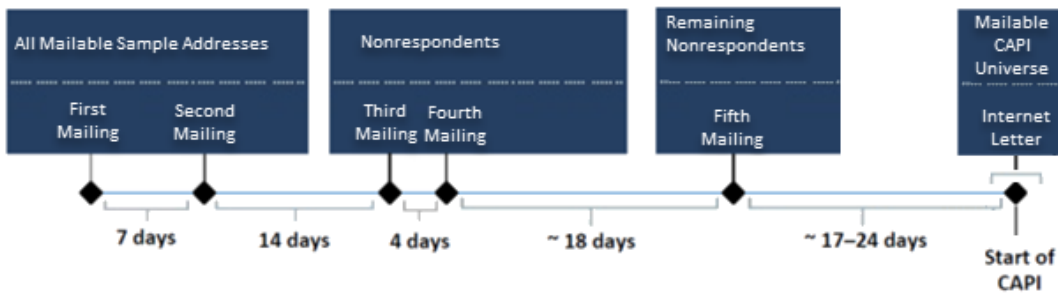 All Mailable Sample Addresses
First
Mailing
Second
Mailing
Nonrespondents
Third
Mailing
Fourth
Mailing
Remaining
Nonrespondents
Fifth
Mailing
Mailable
CAPI
Universe
Internet
Letter
7 days
14 days
4 days
~ 18 days
~ 17–24 days
Start of
CAPI